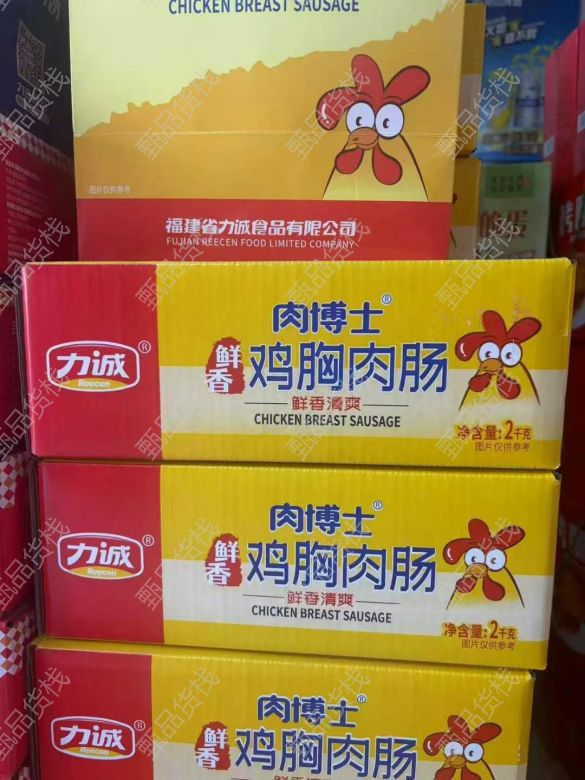 CHICKEN BREAST SAUSAGE
图片仅供参考
福建省力诚食品有限公司
FUJIAN REECEN FOOD LIMITED COMPANY
力诚®
Reecen
肉博士®
鲜香
鸡胸肉肠
鲜香清爽
CHICKEN BREAST SAUSAGE
净含量:2千克
图片仅供参考
力诚®
Reecen
肉博士®
鲜香
鸡胸肉肠
鲜香清爽
CHICKEN BREAST SAUSAGE
净含量:2千克
图片仅供参考
力诚®
Reecen
肉博士®
鲜香
鸡胸肉肠
鲜香清爽
甄品货栈